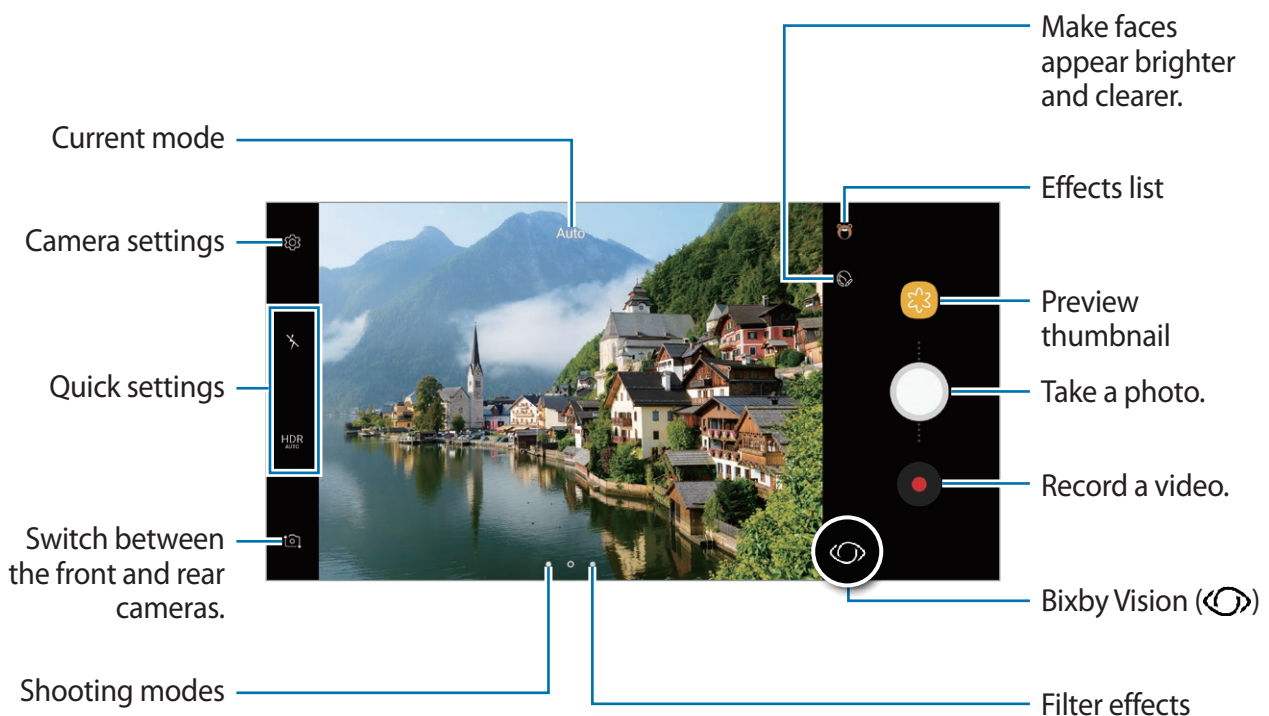 Make faces
appear brighter
and clearer.
Current mode
Effects list
Auto
Camera settings
Preview
thumbnail
Quick settings
Take a photo.
HDR
AUTO
Record a video.
Switch between
the front and rear
cameras.
Bixby Vision ( )
Shooting modes
Filter effects